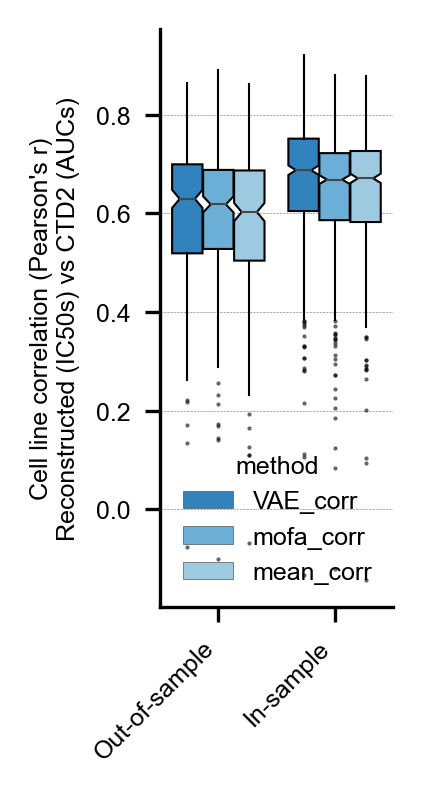 Cell line correlation (Pearson's r)
Reconstructed (IC50s) vs CTD2 (AUCs)
0.8
0.6
0.4
0.2
0.0
method
VAE_corr
mofa_corr
mean_corr
Out-of-sample
In-sample